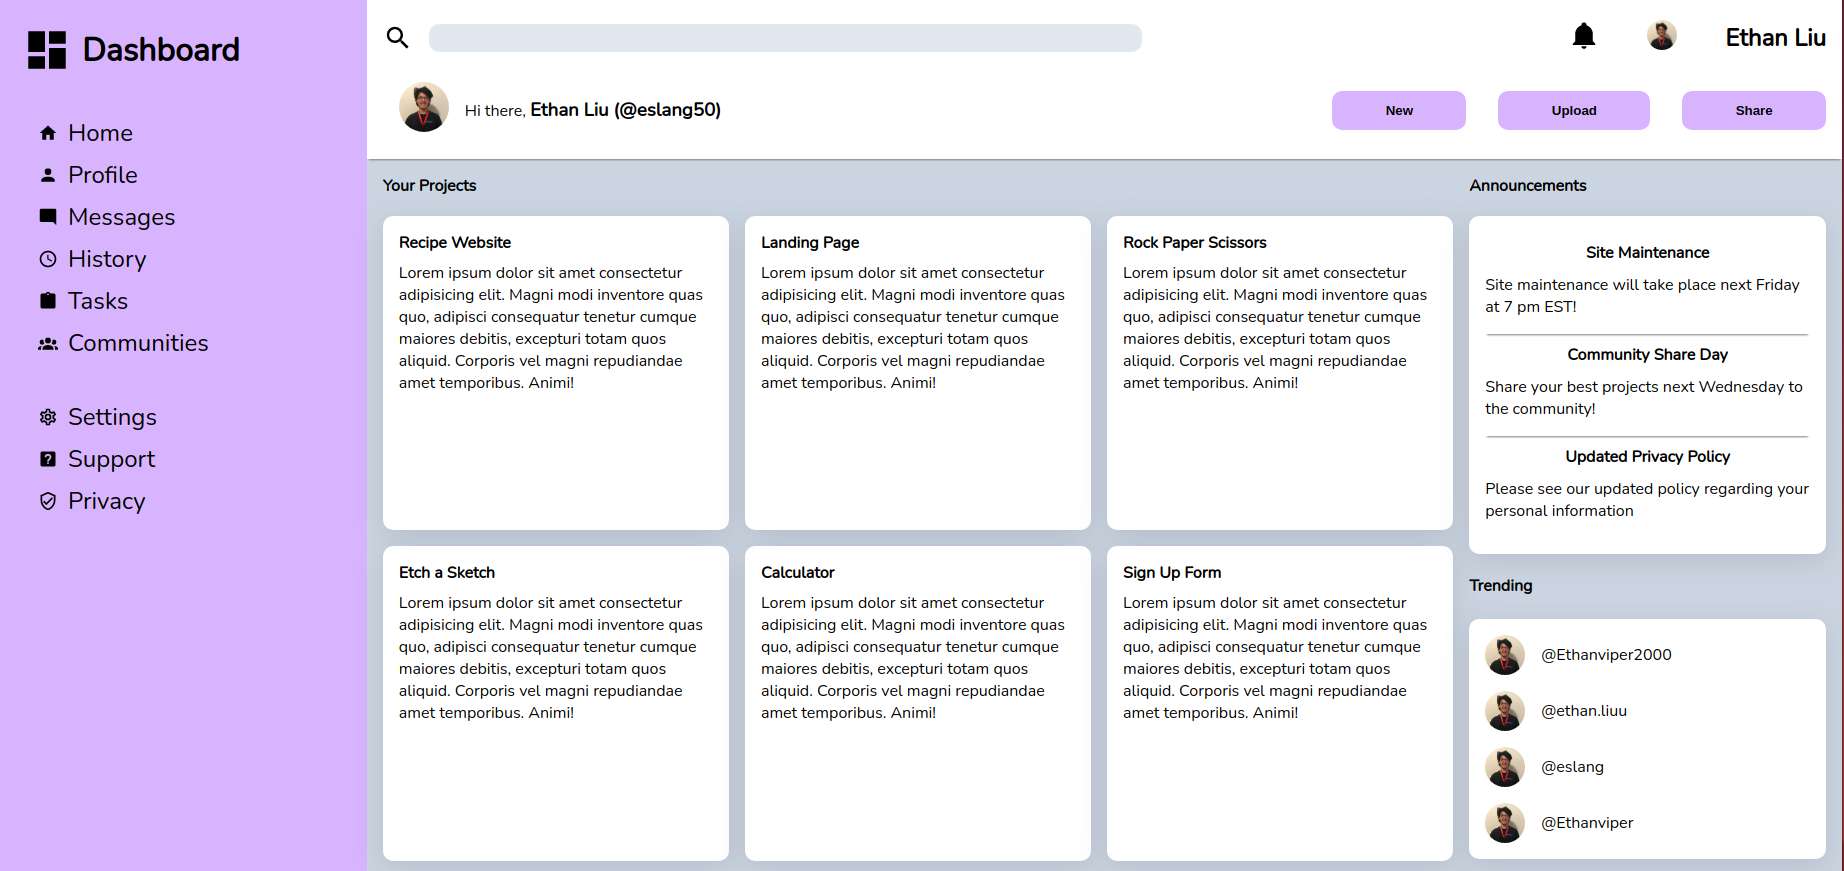 Dashboard
Home
Profile
Messages
History
Tasks
Communities
Settings
Support
Privacy
Ethan Liu
Hi there, Ethan Liu (@eslang50)
New
Upload
Share
Your Projects
Recipe Website
Lorem ipsum dolor sit amet consectetur
adipisicing elit. Magni modi inventore quas
quo, adipisci consequatur tenetur cumque
maiores debitis, excepturi totam quos
aliquid. Corporis vel magni repudiandae
amet temporibus. Animi!
Landing Page
Lorem ipsum dolor sit amet consectetur
adipisicing elit. Magni modi inventore quas
quo, adipisci consequatur tenetur cumque
maiores debitis, excepturi totam quos
aliquid. Corporis vel magni repudiandae
amet temporibus. Animi!
Rock Paper Scissors
Lorem ipsum dolor sit amet consectetur
adipisicing elit. Magni modi inventore quas
quo, adipisci consequatur tenetur cumque
maiores debitis, excepturi totam quos
aliquid. Corporis vel magni repudiandae
amet temporibus. Animi!
Etch a Sketch
Lorem ipsum dolor sit amet consectetur
adipisicing elit. Magni modi inventore quas
quo, adipisci consequatur tenetur cumque
maiores debitis, excepturi totam quos
aliquid. Corporis vel magni repudiandae
amet temporibus. Animi!
Calculator
Lorem ipsum dolor sit amet consectetur
adipisicing elit. Magni modi inventore quas
quo, adipisci consequatur tenetur cumque
maiores debitis, excepturi totam quos
aliquid. Corporis vel magni repudiandae
amet temporibus. Animi!
Sign Up Form
Lorem ipsum dolor sit amet consectetur
adipisicing elit. Magni modi inventore quas
quo, adipisci consequatur tenetur cumque
maiores debitis, excepturi totam quos
aliquid. Corporis vel magni repudiandae
amet temporibus. Animi!
Announcements
Site Maintenance
Site maintenance will take place next Friday
at 7 pm EST!
Community Share Day
Share your best projects next Wednesday to
the community!
Updated Privacy Policy
Please see our updated policy regarding your
personal information
Trending
@Ethanviper2000
@ethan.liuu
@eslang
@Ethanviper